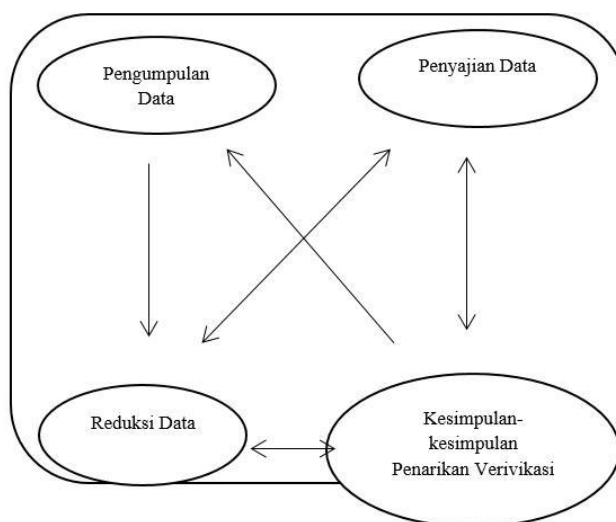 Pengumpulan
Data
Penyajian Data
Reduksi Data
Kesimpulan-
kesimpulan
Penarikan Verivikasi